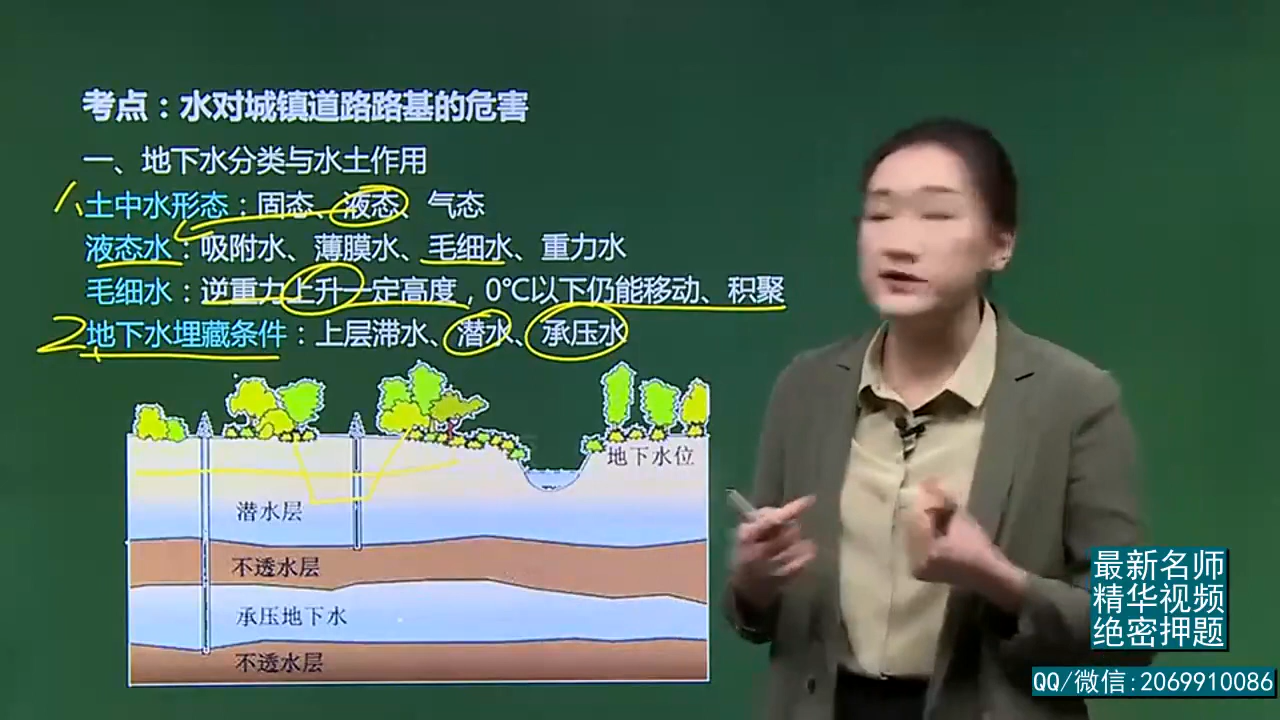 考点：水对城镇道路路基的危害
一、地下水分类与水土作用
1、土中水形态：固态、液态、气态
液态水：吸附水、薄膜水、毛细水、重力水
毛细水：逆重力上升一定高度，0℃以下仍能移动、积聚
2 地下水埋藏条件：上层滞水、潜水、承压水
地下水位
潜水层
不透水层
承压地下水
不透水层
最新名师
精华视频
绝密押题
QQ/微信:2069910086